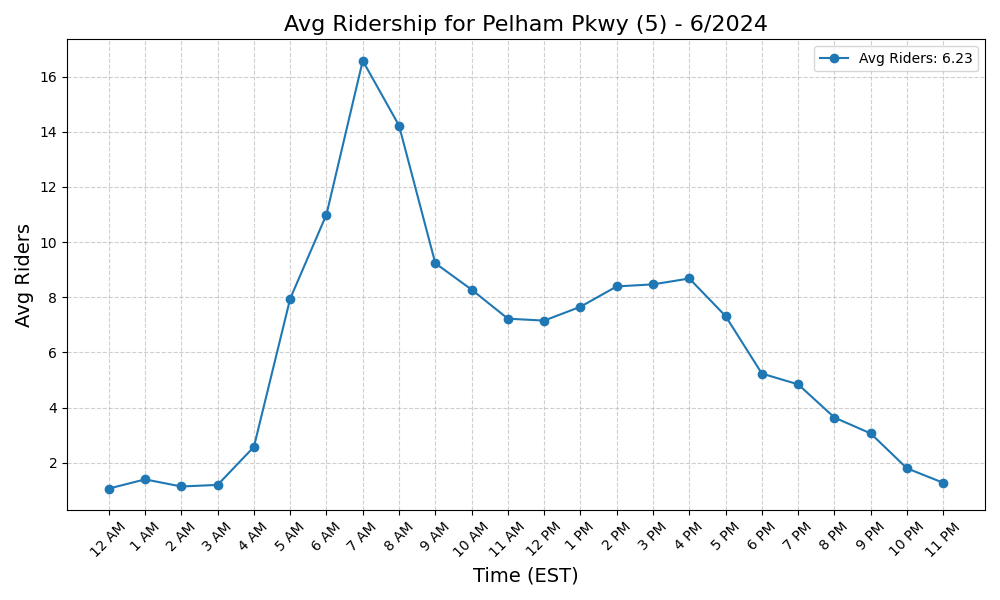 Avg Ridership for Pelham Pkwy (5) - 6/2024
Avg Riders: 6.23
Avg Riders
16
14
12
10
8
6
4
2
12 AM
1 AM
2 AM
3 AM
4 AM
5 AM
6 AM
7 AM
8 AM
9 AM
10 AM
11 AM
12 PM
1 PM
2 PM
3 PM
4 PM
5 PM
6 PM
7 PM
8 PM
9 PM
10 PM
11 PM
Time (EST)